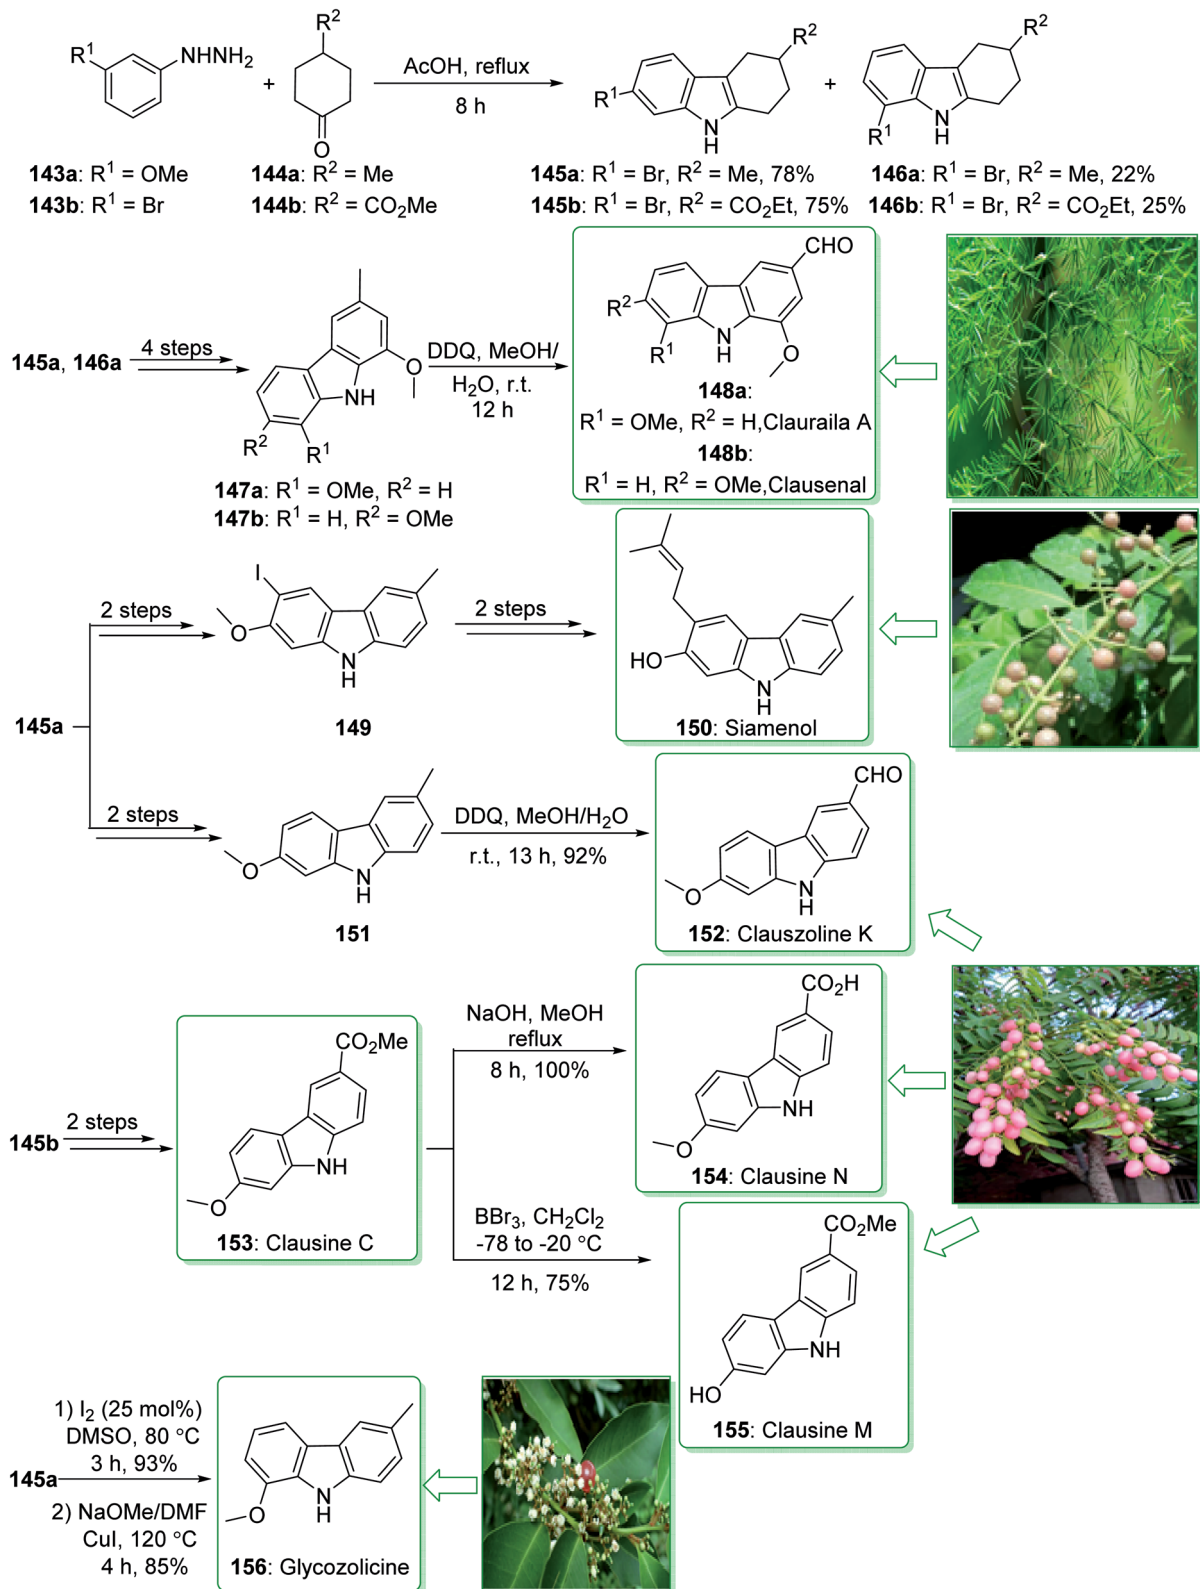 R² R² R²
R¹ NHNH₂
+ AcOH, reflux +
8 h
R¹ N H N H R¹
O
143a: R¹ = OMe 144a: R² = Me 145a: R¹ = Br, R² = Me, 78% 146a: R¹ = Br, R² = Me, 22%
143b: R¹ = Br 144b: R² = CO₂Me 145b: R¹ = Br, R² = CO₂Et, 75% 146b: R¹ = Br, R² = CO₂Et, 25%
CHO
R²
N H
R¹ O
148a:
R¹ = OMe, R² = H,Clauraila A
148b:
R¹ = H, R² = OMe,Clausenal
145a, 146a 4 steps
O
NH
R² R¹
DDQ, MeOH/
H₂O, r.t.
12 h
147a: R¹ = OMe, R² = H
147b: R¹ = H, R² = OMe
145a
2 steps
I
O N H
149
2 steps
HO N H
150: Siamenol
2 steps
O N H
151
DDQ, MeOH/H₂O
r.t., 13 h, 92%
CHO
O N H
152: Clauszoline K
145b 2 steps
CO₂Me
NH
O
153: Clausine C
NaOH, MeOH
reflux
8 h, 100%
CO₂H
NH
O
154: Clausine N
BBr₃, CH₂Cl₂
-78 to -20 °C
12 h, 75%
CO₂Me
NH
HO
155: Clausine M
145a
1) I₂ (25 mol%)
DMSO, 80 °C
3 h, 93%
2) NaOMe/DMF
CuI, 120 °C
4 h, 85%
N H
O
156: Glycozolicine